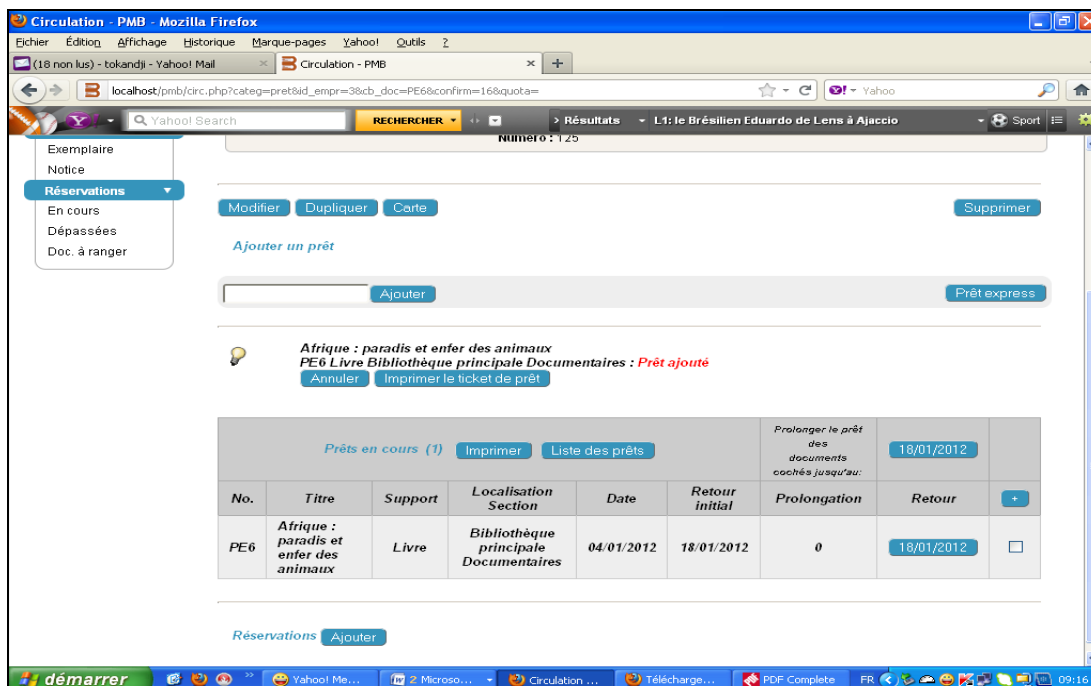 Circulation - PMB - Mozilla Firefox
Fichier Édition Affichage Historique Marque-pages Yahoo! Outils ?
(18 non lus) - tokandji - Yahoo! Mail × Circulation - PMB × +
localhost/pmb/circ.php?categ=pret&id_empr=3&cb_doc=PE6&confirm=16&quota= Yahoo
Yahoo! Search RECHERCHER > Résultats L1: le Brésilien Eduardo de Lens à Ajaccio Sport
Exemplaire
Notice
Réservations
En cours
Dépassées
Doc. à ranger
Numéro : 125
Modifier Dupliquer Carte Supprimer
Ajouter un prêt
Ajouter Prêt express
Afrique : paradis et enfer des animaux
PE6 Livre Bibliothèque principale Documentaires : Prêt ajouté
Annuler Imprimer le ticket de prêt
Prêts en cours (1) Imprimer Liste des prêts
Prolonger le prêt
des
documents
cochés jusqu'au:
18/01/2012
No. Titre Support Localisation
Section Date Retour
initial Prolongation Retour +
PE6 Afrique :
paradis et
enfer des
animaux
Livre
Bibliothèque
principale
Documentaires
04/01/2012 18/01/2012 0 18/01/2012
Réservations Ajouter
démarrer Yahoo! Me... 2 Microso... Circulation ... Télécharge... PDF Complete FR 09:16